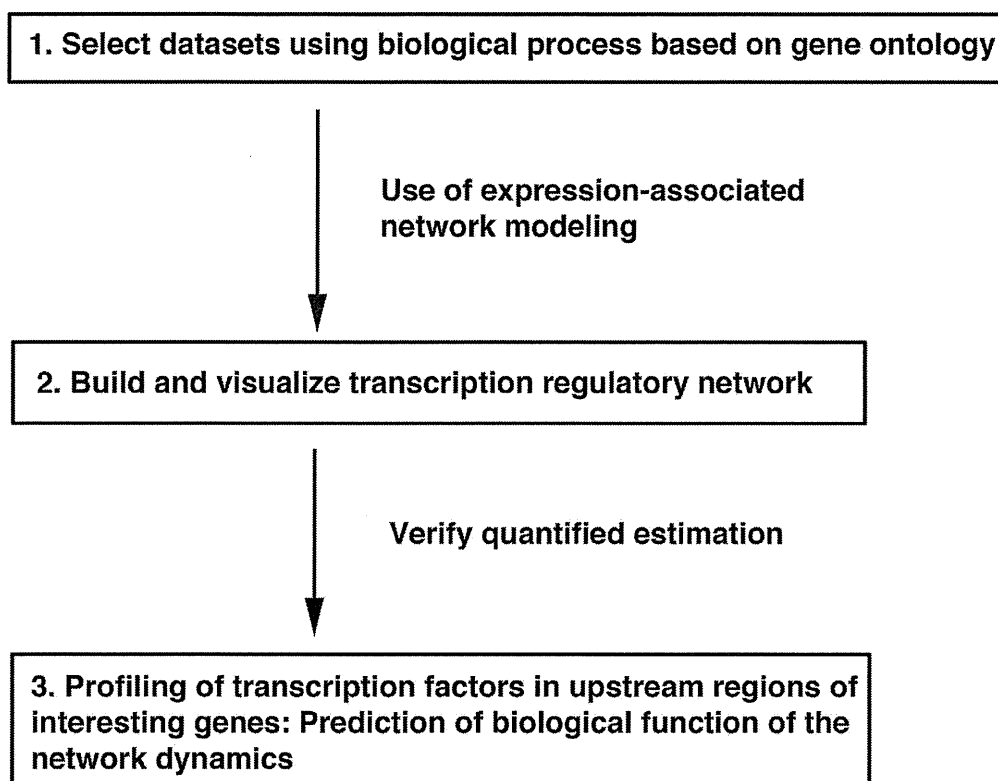 1. Select datasets using biological process based on gene ontology
Use of expression-associated
network modeling
2. Build and visualize transcription regulatory network
Verify quantified estimation
3. Profiling of transcription factors in upstream regions of
interesting genes: Prediction of biological function of the
network dynamics